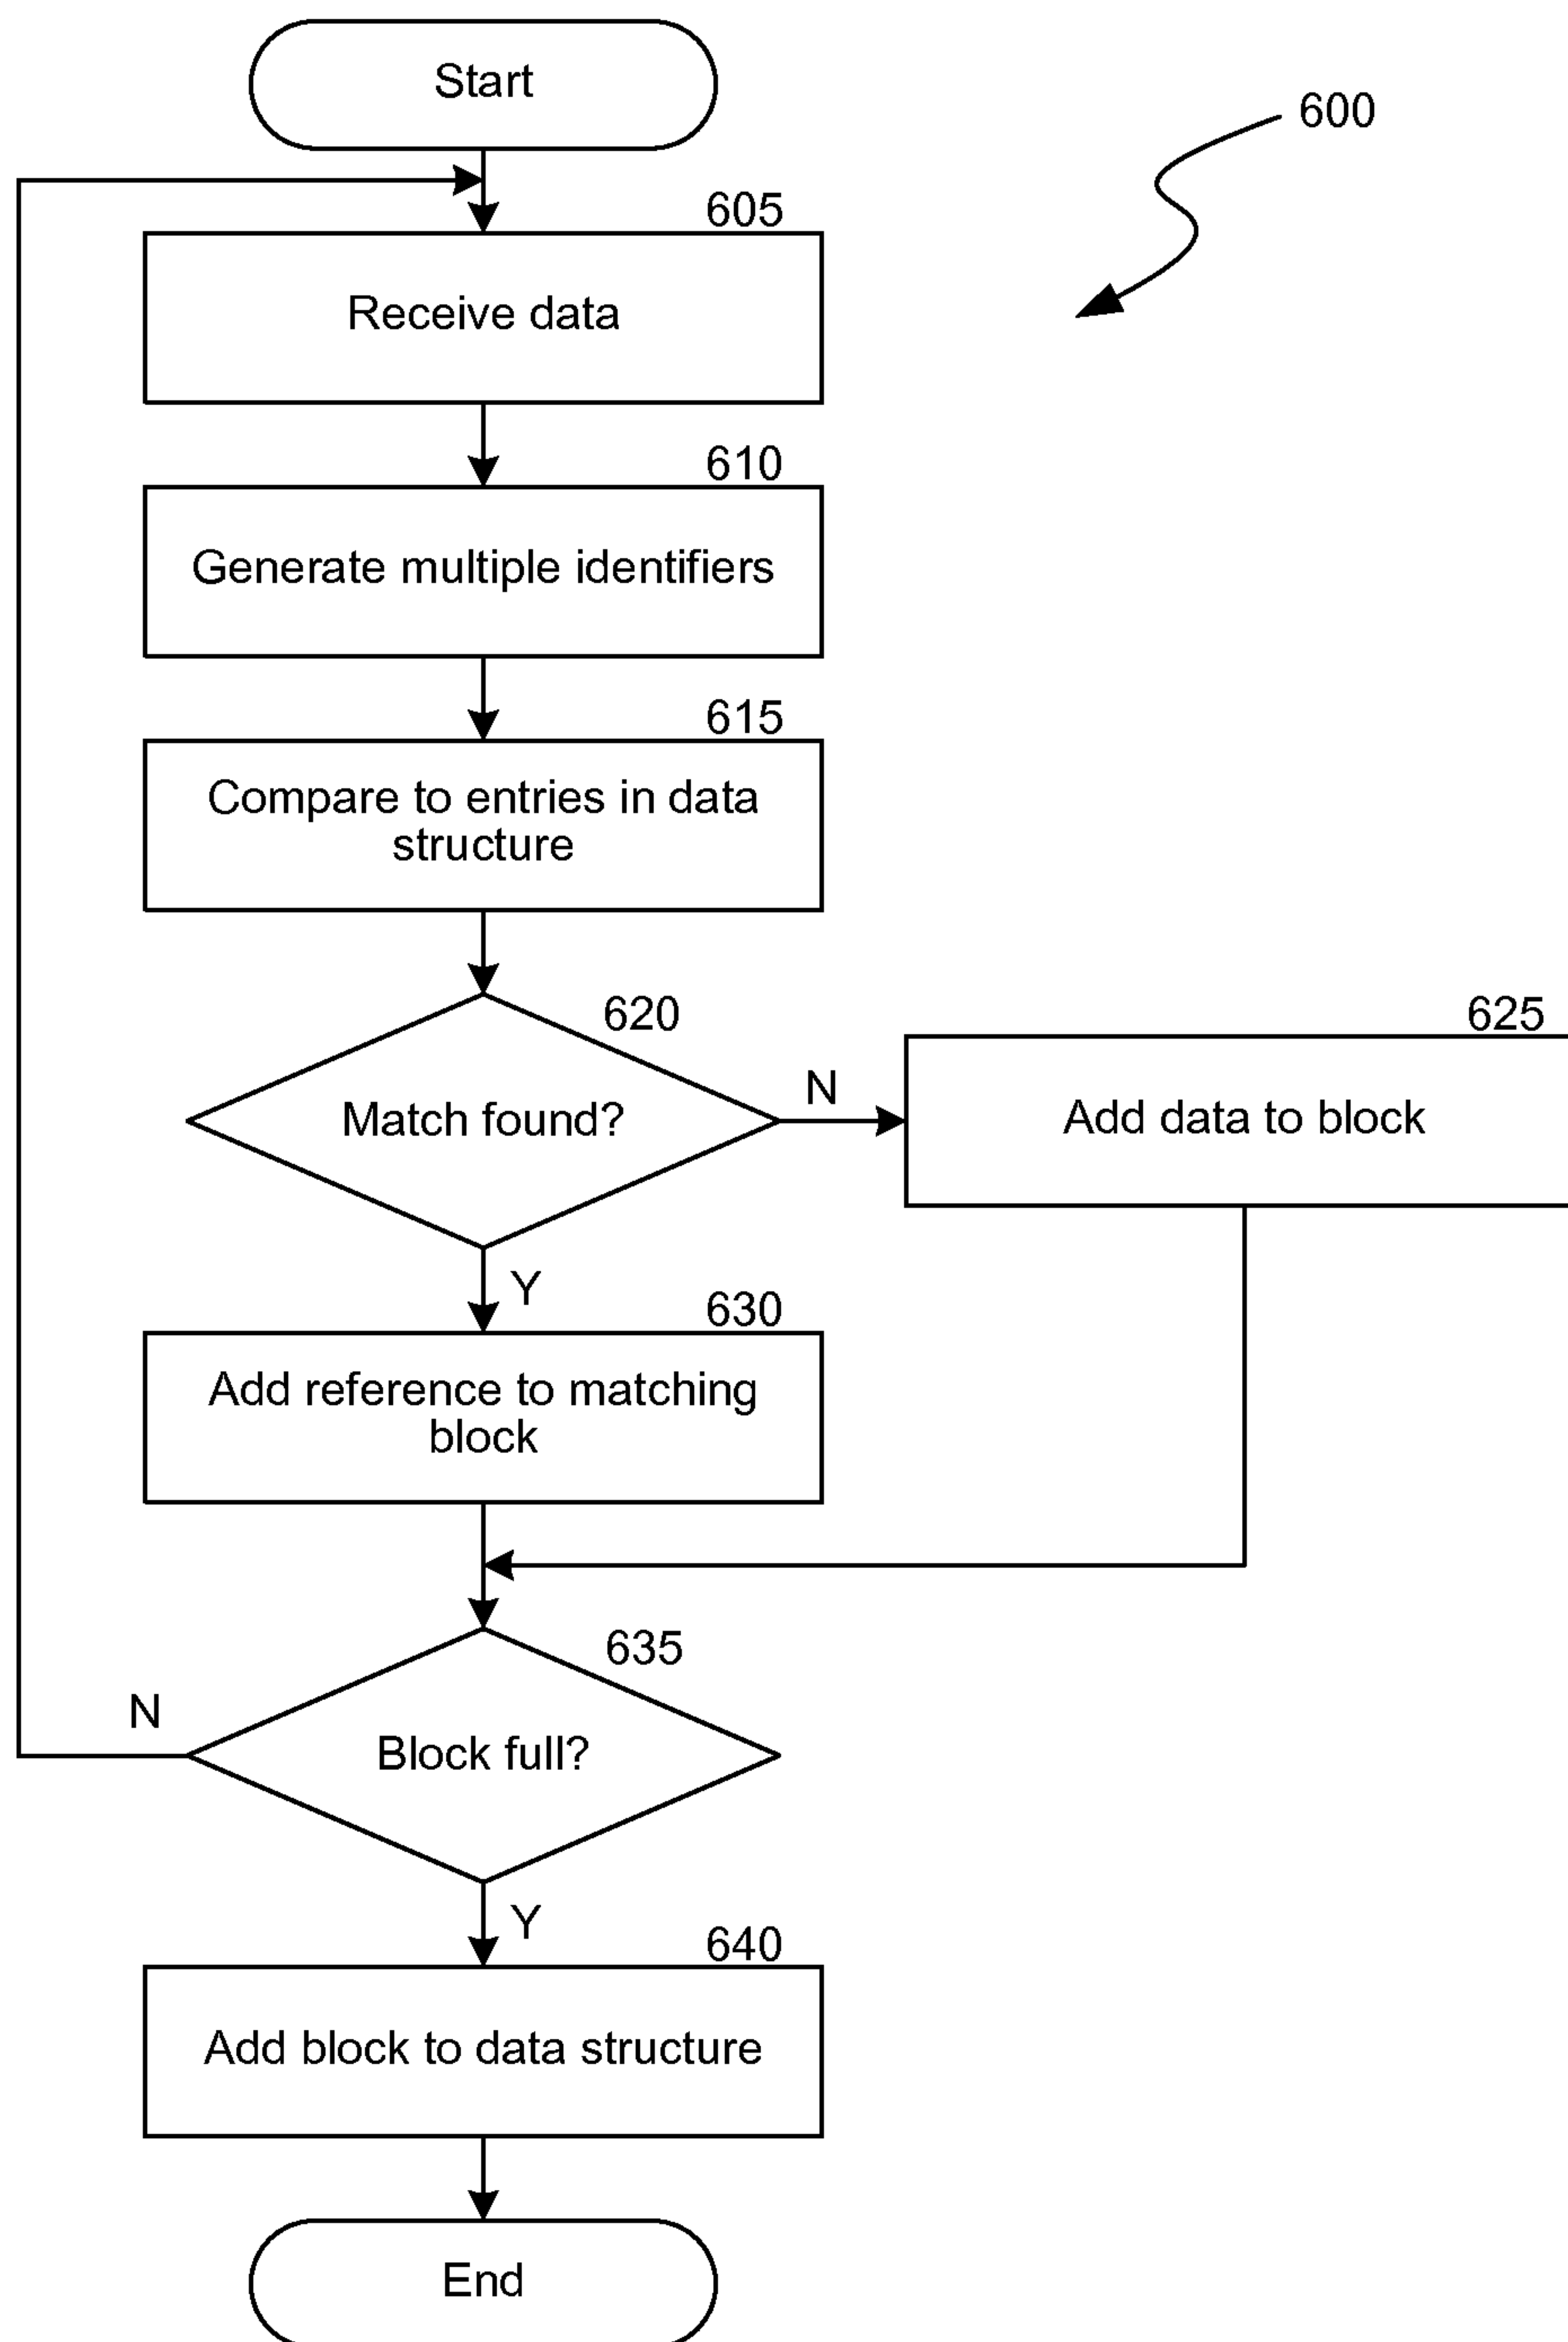 Start
600
605
Receive data
610
Generate multiple identifiers
615
Compare to entries in data
structure
620
Match found?
N
625
Add data to block
Y
630
Add reference to matching
block
635
N
Block full?
Y
640
Add block to data structure
End